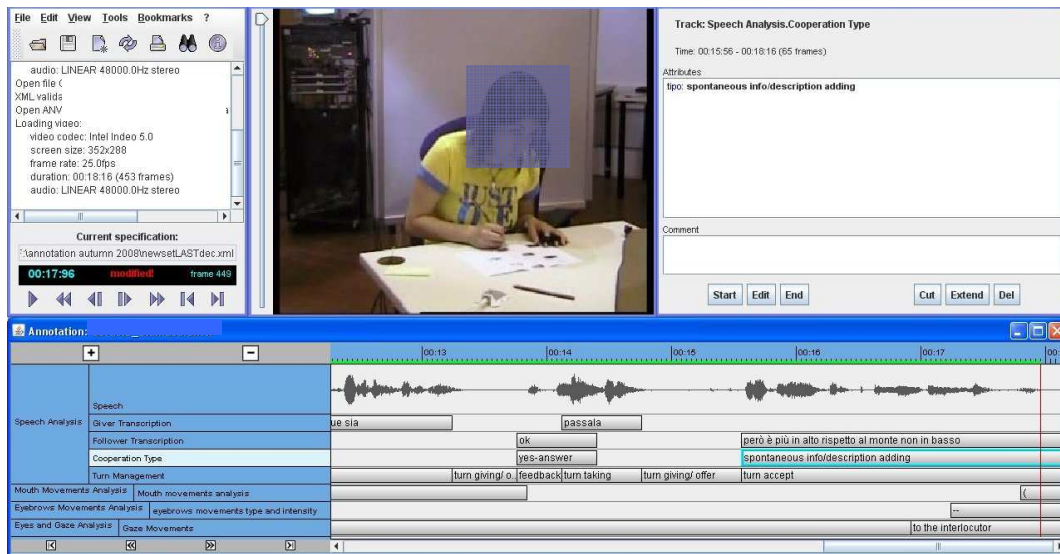 File Edit View Tools Bookmarks ?
audio: LINEAR 48000.0Hz stereo
Open file
XML valida
Open ANV
Loading video:
video codec: Intel Indeo 5.0
screen size: 352x288
frame rate: 25.0fps
duration: 00:18:16 (453 frames)
audio: LINEAR 48000.0Hz stereo
Current specification:
:\annotation autumn 2008\newsetLASTdec.xml
00:17:96 modified! frame 449
JUST
ONE
Track: Speech Analysis.Cooperation Type
Time: 00:15:56 - 00:18:16 (65 frames)
Attributes
tipo: spontaneous info/description adding
Comment
Start Edit End Cut Extend Del
Annotation:
+ -
00:13 00:14 00:15 00:16 00:17 00:
Speech Analysis
Speech
Giver Transcription ue sia passala
Follower Transcription ok però è più in alto rispetto al monte non in basso
Cooperation Type yes-answer spontaneous info/description adding
Turn Management turn giving/ o.. feedback turn taking turn giving/ offer turn accept
Mouth Movements Analysis Mouth movements analysis (
Eyebrows Movements Analysis eyebrows movements type and intensity --
Eyes and Gaze Analysis Gaze Movements to the interlocutor